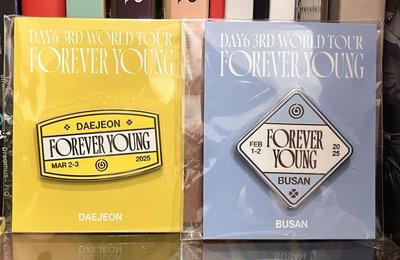 DAY6 3RD WORLD TOUR
FOREVER YOUNG
DAEJEON
FOREVER YOUNG
MAR 2-3
2025
DAEJEON
DAY6 3RD WORLD TOUR
FOREVER YOUNG
FEB
1-2
FOREVER
YOUNG
20
25
BUSAN
BUSAN